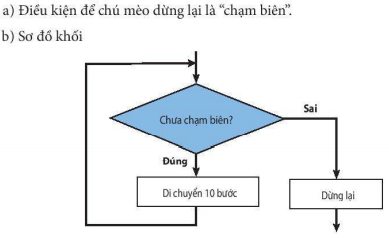 a) Điều kiện để chú mèo dừng lại là “chạm biên”.
b) Sơ đồ khối
Chưa chạm biên?
Sai
Đúng
Di chuyển 10 bước
Dừng lại